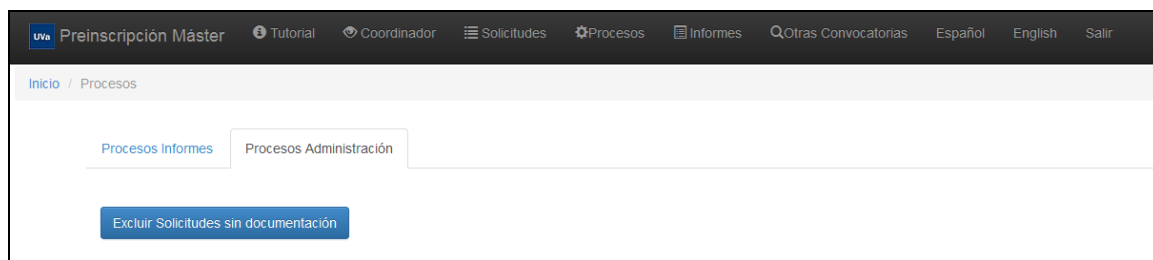 UVa Preinscripción Máster Tutorial Coordinador Solicitudes Procesos Informes Otras Convocatorias Español English Salir
Inicio / Procesos
Procesos Informes Procesos Administración
Excluir Solicitudes sin documentación